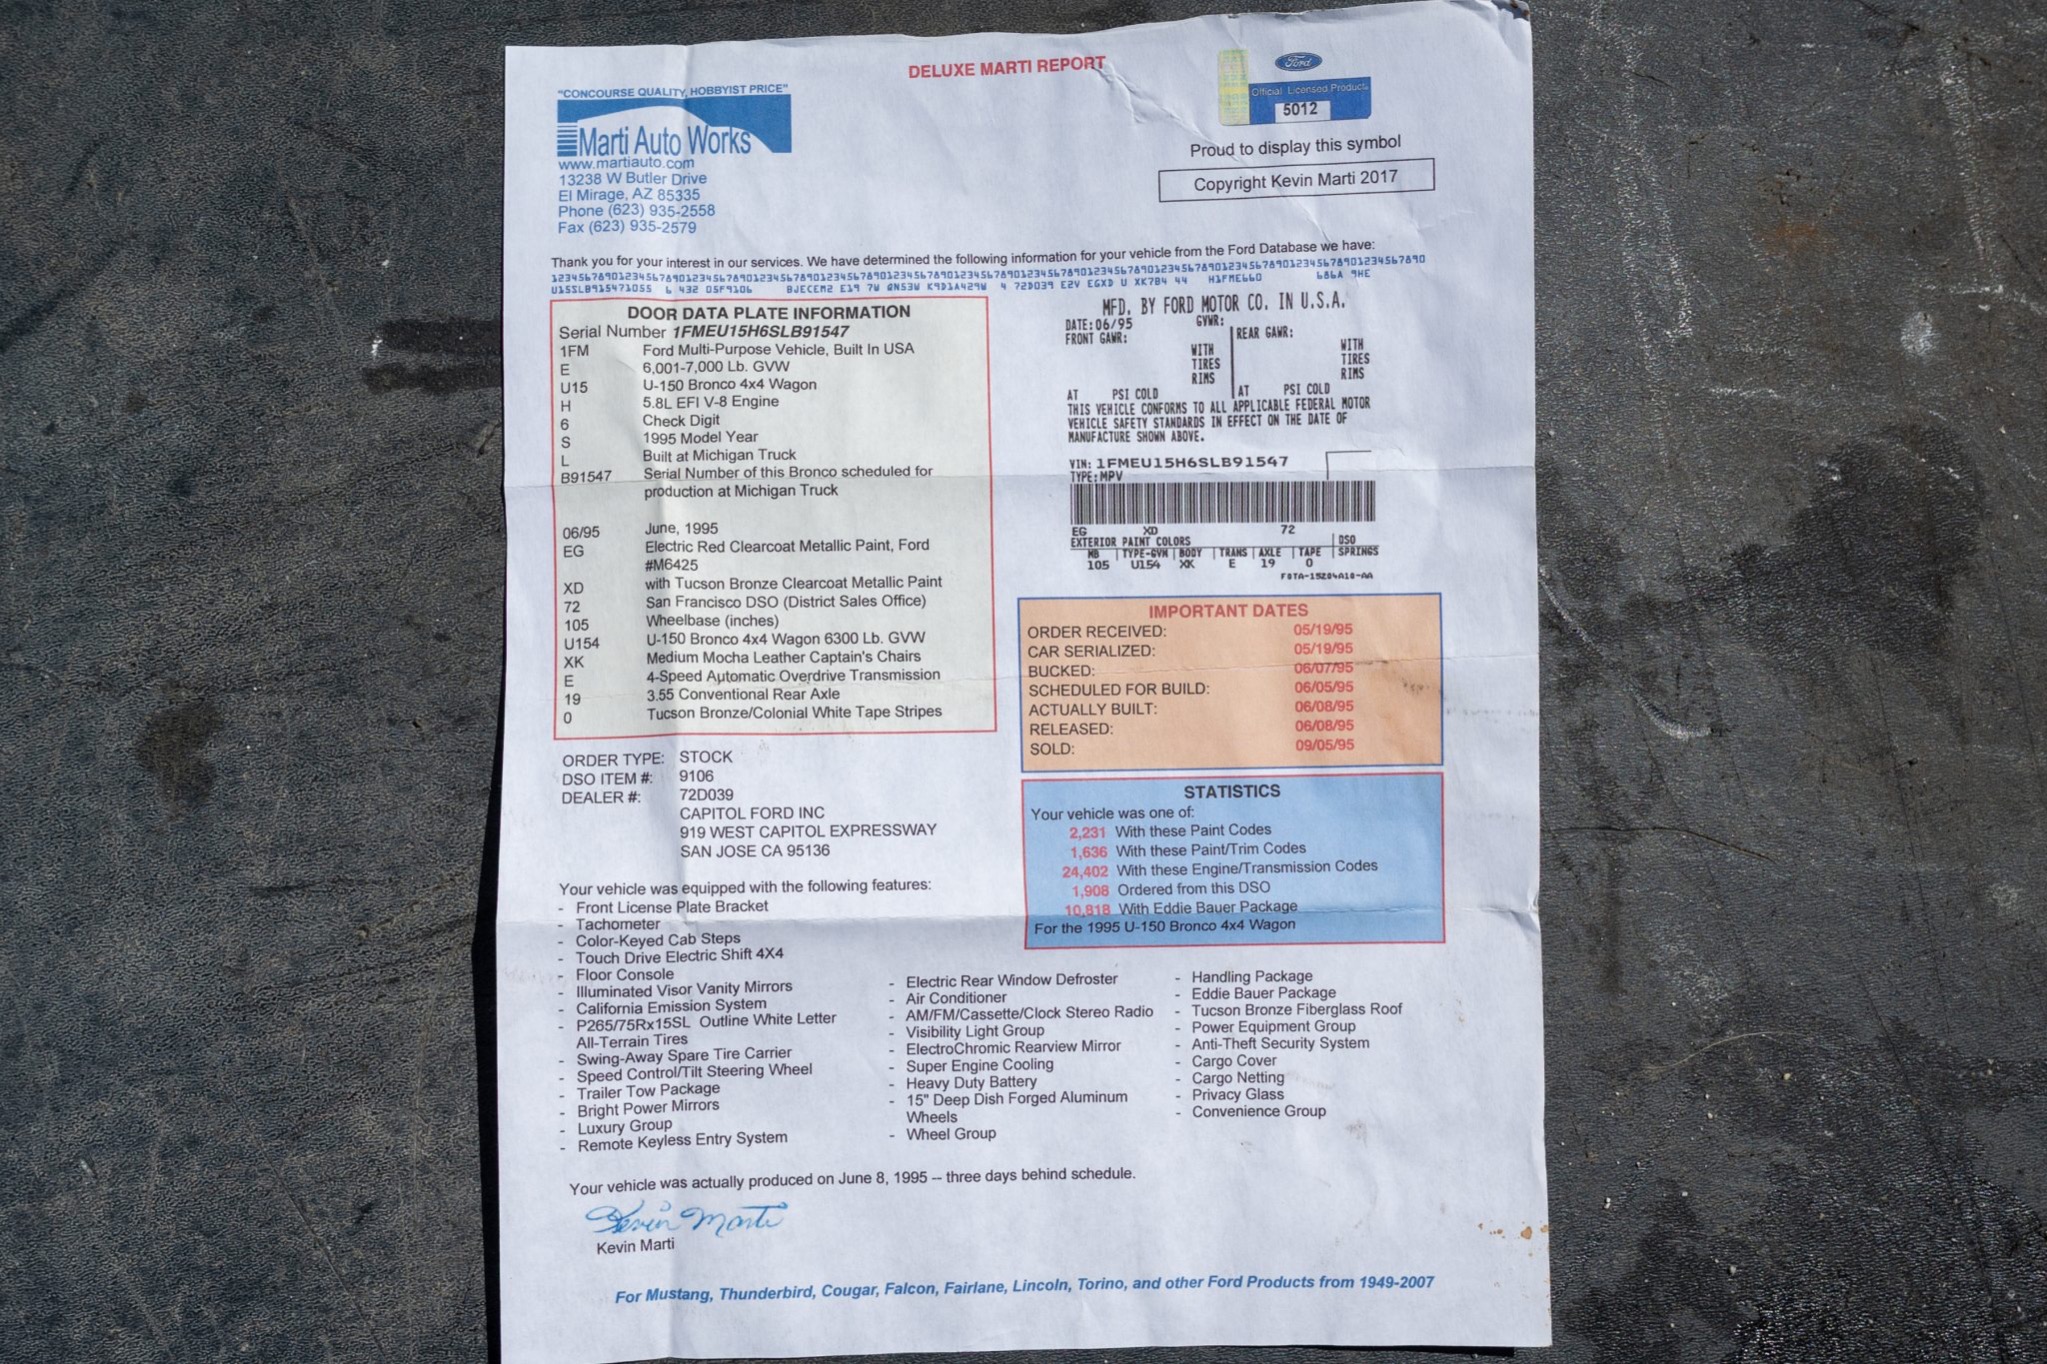 DELUXE MARTI REPORT
"CONCOURSE QUALITY, HOBBYIST PRICE"
Marti Auto Works
www.martiauto.com
13238 W Butler Drive
El Mirage, AZ 85335
Phone (623) 935-2558
Fax (623) 935-2579
Ford
Official Licensed Product
5012
Proud to display this symbol
Copyright Kevin Marti 2017
Thank you for your interest in our services. We have determined the following information for your vehicle from the Ford Database we have:
12345678901234567890123456789012345678901234567890123456789012345678901234567890123456789012345678901234567890123456789012345678901234567890
U15SLB915471055 6 432 05F9106 BJECEM2 E19 7W QNS3W K9D1A429W 4 72D039 E2V EGXD U XK7B4 44 H1FMEL60 686A 9HE
DOOR DATA PLATE INFORMATION
Serial Number 1FMEU15H6SLB91547
1FM Ford Multi-Purpose Vehicle, Built In USA
E 6,001-7,000 Lb. GVW
U15 U-150 Bronco 4x4 Wagon
H 5.8L EFI V-8 Engine
6 Check Digit
S 1995 Model Year
L Built at Michigan Truck
B91547 Serial Number of this Bronco scheduled for
production at Michigan Truck
06/95 June, 1995
EG Electric Red Clearcoat Metallic Paint, Ford
#M6425
XD with Tucson Bronze Clearcoat Metallic Paint
72 San Francisco DSO (District Sales Office)
105 Wheelbase (inches)
U154 U-150 Bronco 4x4 Wagon 6300 Lb. GVW
XK Medium Mocha Leather Captain's Chairs
E 4-Speed Automatic Overdrive Transmission
19 3.55 Conventional Rear Axle
0 Tucson Bronze/Colonial White Tape Stripes
MFD. BY FORD MOTOR CO. IN U.S.A.
DATE: 06/95 GVWR:
FRONT GAWR: REAR GAWR:
WITH WITH
TIRES TIRES
RIMS RIMS
AT PSI COLD AT PSI COLD
THIS VEHICLE CONFORMS TO ALL APPLICABLE FEDERAL MOTOR
VEHICLE SAFETY STANDARDS IN EFFECT ON THE DATE OF
MANUFACTURE SHOWN ABOVE.
VIN: 1FMEU15H6SLB91547
TYPE: MPV
EG XD 72
EXTERIOR PAINT COLORS DSO
WB TYPE-GVW BODY TRANS AXLE TAPE SPRINGS
105 U154 XK E 19 0
F0TA-15204A10-AA
IMPORTANT DATES
ORDER RECEIVED: 05/19/95
CAR SERIALIZED: 05/19/95
BUCKED: 06/07/95
SCHEDULED FOR BUILD: 06/05/95
ACTUALLY BUILT: 06/08/95
RELEASED: 06/08/95
SOLD: 09/05/95
ORDER TYPE: STOCK
DSO ITEM #: 9106
DEALER #: 72D039
CAPITOL FORD INC
919 WEST CAPITOL EXPRESSWAY
SAN JOSE CA 95136
STATISTICS
Your vehicle was one of:
2,231 With these Paint Codes
1,636 With these Paint/Trim Codes
24,402 With these Engine/Transmission Codes
1,908 Ordered from this DSO
10,818 With Eddie Bauer Package
For the 1995 U-150 Bronco 4x4 Wagon
Your vehicle was equipped with the following features:
- Front License Plate Bracket
- Tachometer
- Color-Keyed Cab Steps
- Touch Drive Electric Shift 4X4
- Floor Console
- Illuminated Visor Vanity Mirrors
- California Emission System
- P265/75Rx15SL Outline White Letter
All-Terrain Tires
- Swing-Away Spare Tire Carrier
- Speed Control/Tilt Steering Wheel
- Trailer Tow Package
- Bright Power Mirrors
- Luxury Group
- Remote Keyless Entry System
- Electric Rear Window Defroster
- Air Conditioner
- AM/FM/Cassette/Clock Stereo Radio
- Visibility Light Group
- ElectroChromic Rearview Mirror
- Super Engine Cooling
- Heavy Duty Battery
- 15" Deep Dish Forged Aluminum
Wheels
- Wheel Group
- Handling Package
- Eddie Bauer Package
- Tucson Bronze Fiberglass Roof
- Power Equipment Group
- Anti-Theft Security System
- Cargo Cover
- Cargo Netting
- Privacy Glass
- Convenience Group
Your vehicle was actually produced on June 8, 1995 -- three days behind schedule.
Kevin Marti
Kevin Marti
For Mustang, Thunderbird, Cougar, Falcon, Fairlane, Lincoln, Torino, and other Ford Products from 1949-2007